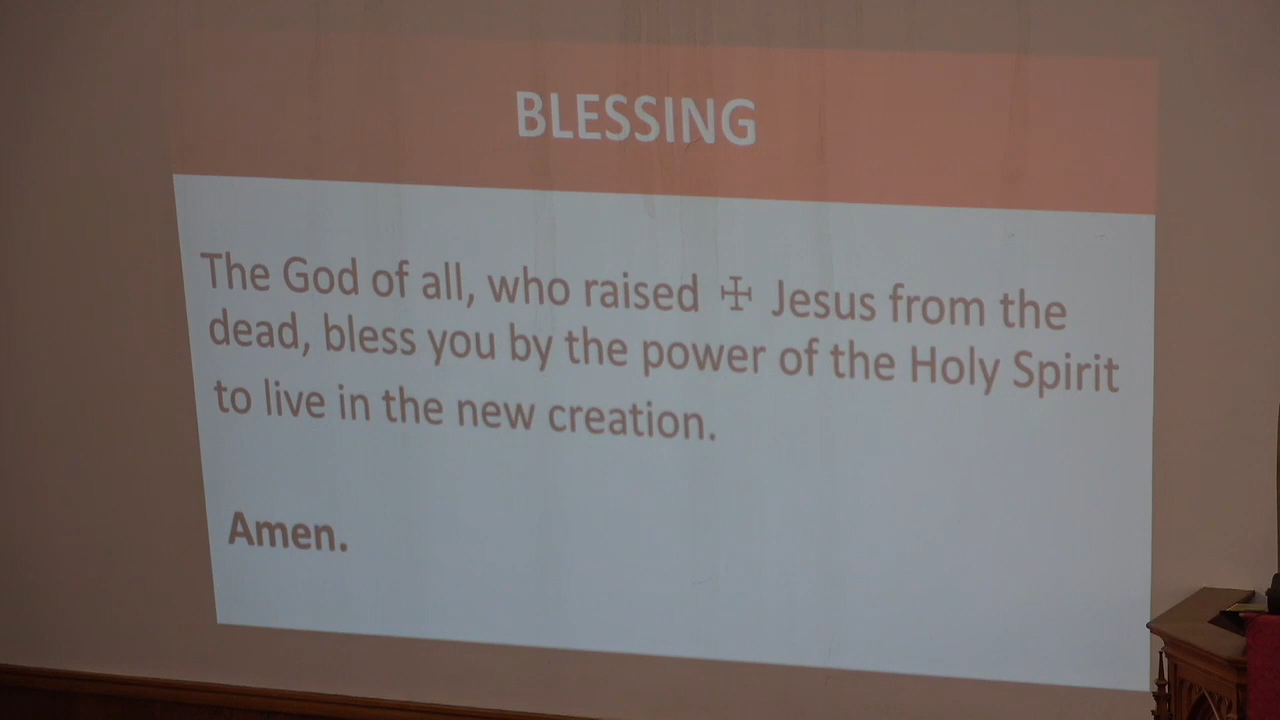 BLESSING
The God of all, who raised ☩ Jesus from the
dead, bless you by the power of the Holy Spirit
to live in the new creation.
Amen.